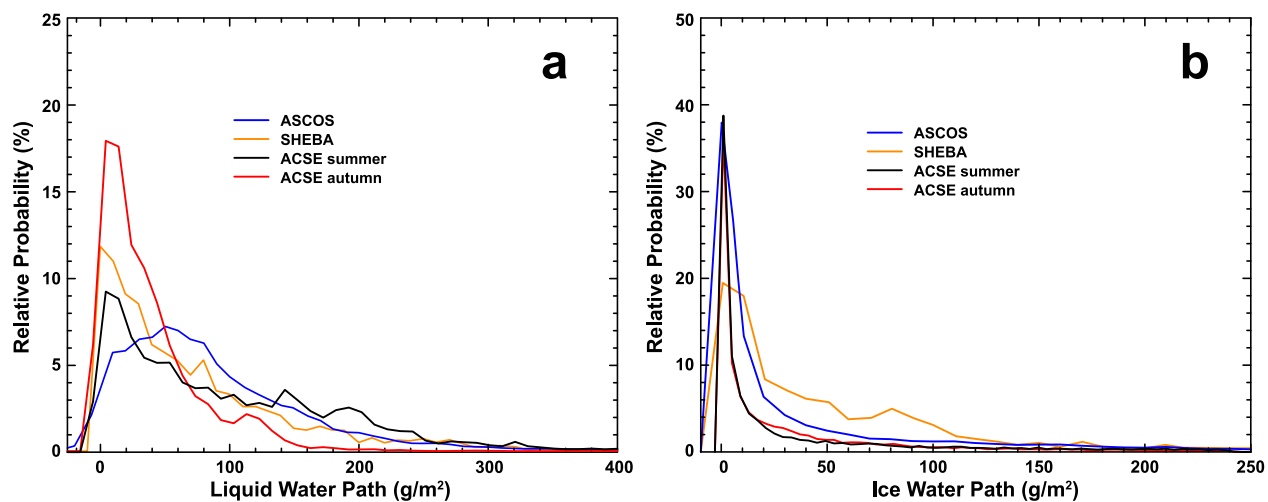 a
25
20
15
10
5
0
Relative Probability (%)
ASCOS
SHEBA
ACSE summer
ACSE autumn
0 100 200 300 400
Liquid Water Path (g/m²)
b
50
40
30
20
10
0
Relative Probability (%)
ASCOS
SHEBA
ACSE summer
ACSE autumn
0 50 100 150 200 250
Ice Water Path (g/m²)